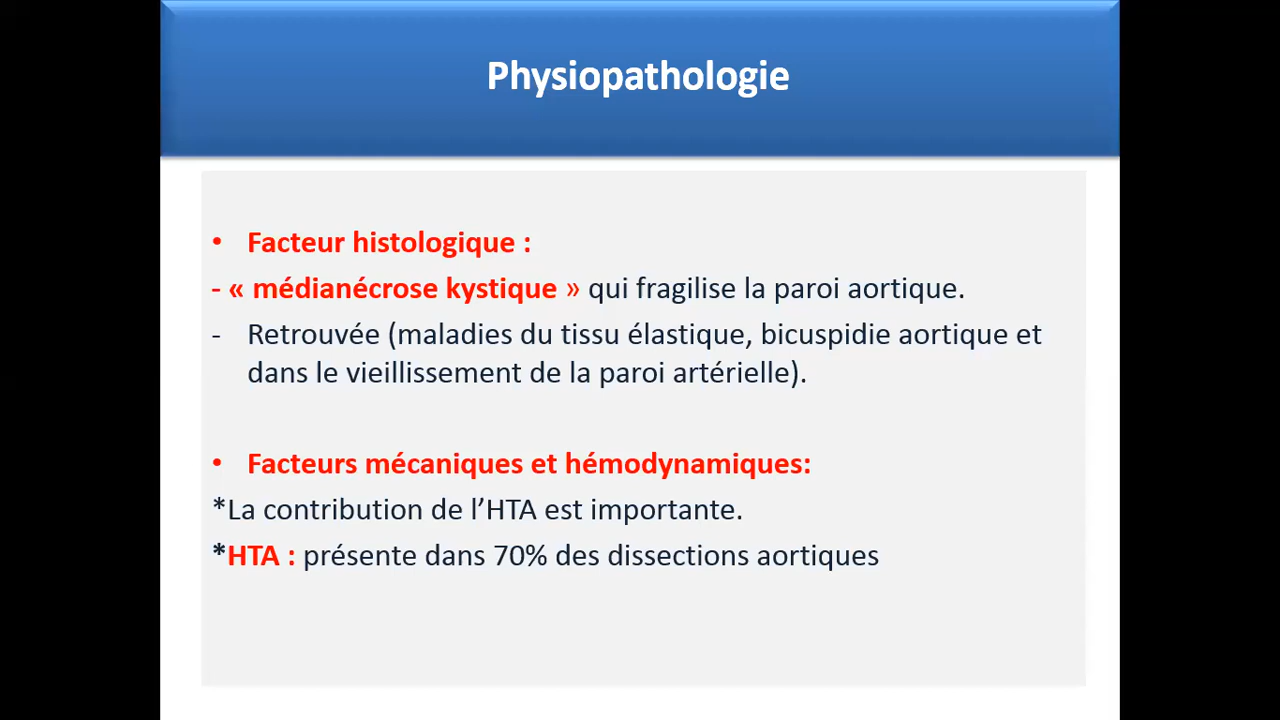 Physiopathologie
• Facteur histologique :
- « médianécrose kystique » qui fragilise la paroi aortique.
- Retrouvée (maladies du tissu élastique, bicuspidie aortique et
dans le vieillissement de la paroi artérielle).
• Facteurs mécaniques et hémodynamiques:
*La contribution de l’HTA est importante.
*HTA : présente dans 70% des dissections aortiques